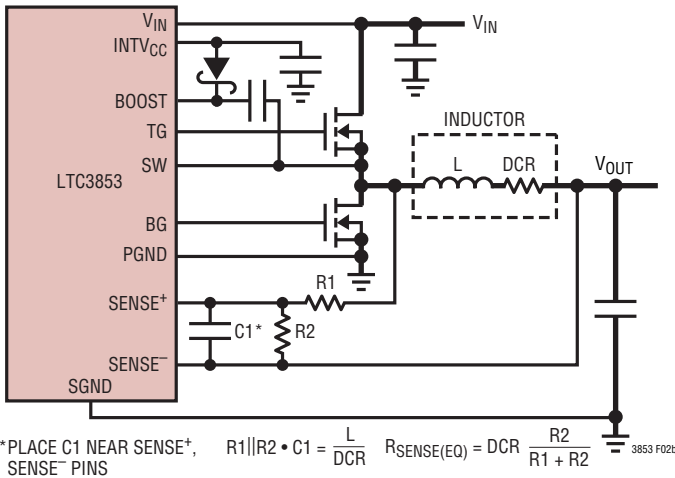 VIN
INTVCC
BOOST
TG
SW
LTC3853
BG
PGND
SENSE+
SENSE–
SGND
VIN
INDUCTOR
L DCR
VOUT
R1
C1*
R2
*PLACE C1 NEAR SENSE+,
SENSE– PINS
R1||R2 • C1 = L
DCR
RSENSE(EQ) = DCR R2
R1 + R2
3853 F02b